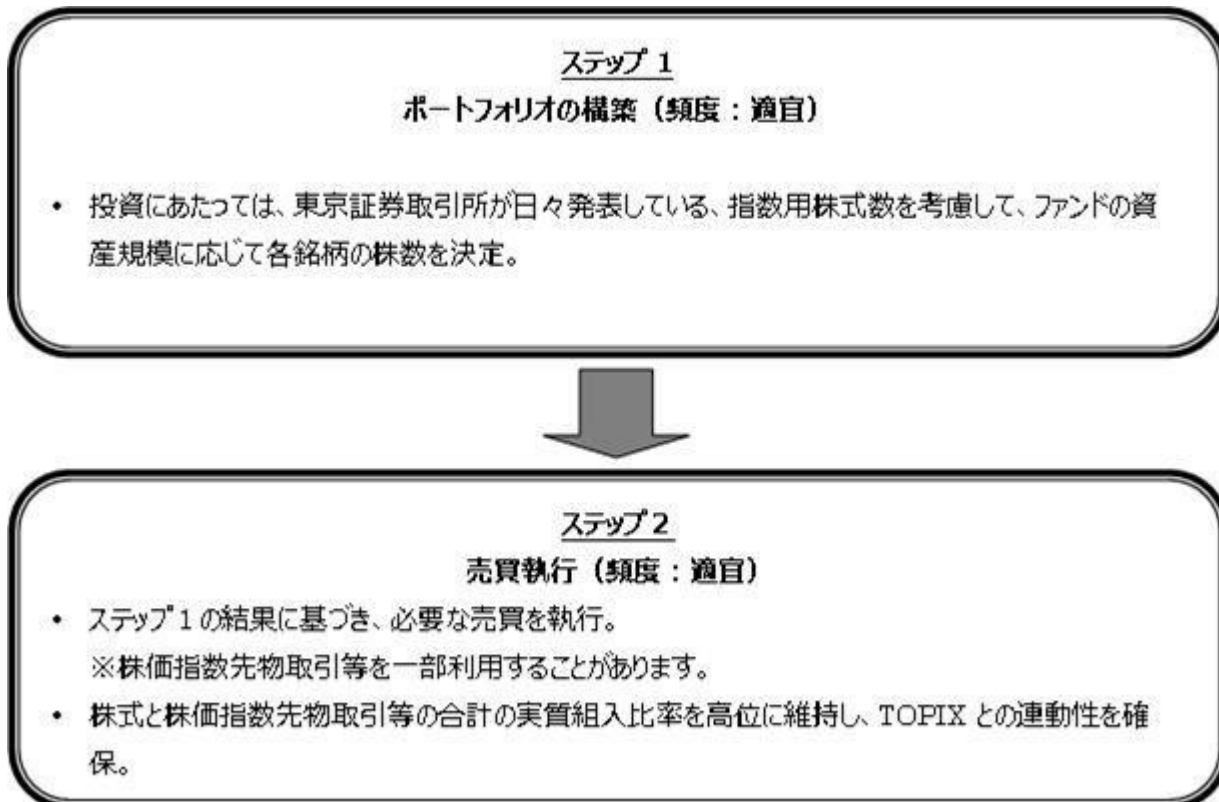 ステップ 1
ポートフォリオの構築（頻度：適宜）
• 投資にあたっては、東京証券取引所が日々発表している、指数用株式数を考慮して、ファンドの資
産規模に応じて各銘柄の株数を決定。
ステップ 2
売買執行（頻度：適宜）
• ステップ 1 の結果に基づき、必要な売買を執行。
※株価指数先物取引等を一部利用することがあります。
• 株式と株価指数先物取引等の合計の実質組入比率を高位に維持し、TOPIX との連動性を確
保。